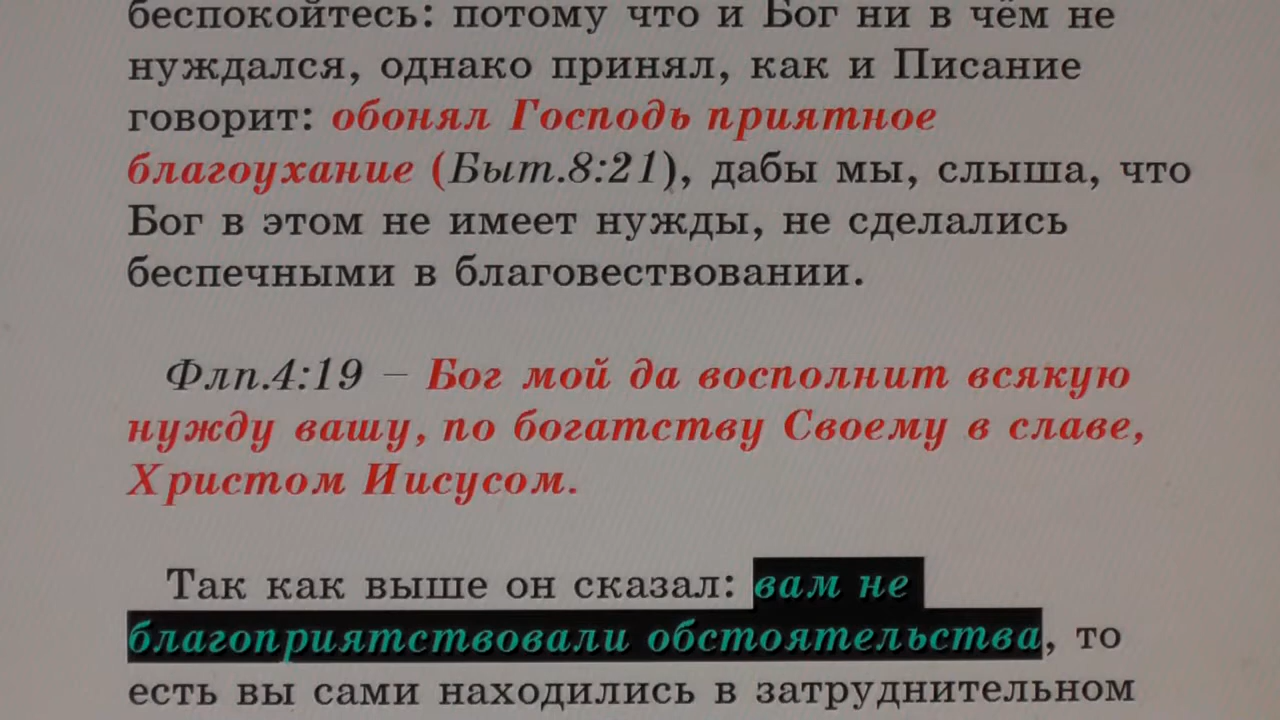 беспокойтесь: потому что и Бог ни в чём не
нуждался, однако принял, как и Писание
говорит: обонял Господь приятное
благоухание (Быт.8:21), дабы мы, слыша, что
Бог в этом не имеет нужды, не сделались
беспечными в благовествовании.
Флп.4:19 – Бог мой да восполнит всякую
нужду вашу, по богатству Своему в славе,
Христом Иисусом.
Так как выше он сказал: вам не
благоприятствовали обстоятельства, то
есть вы сами находились в затруднительном